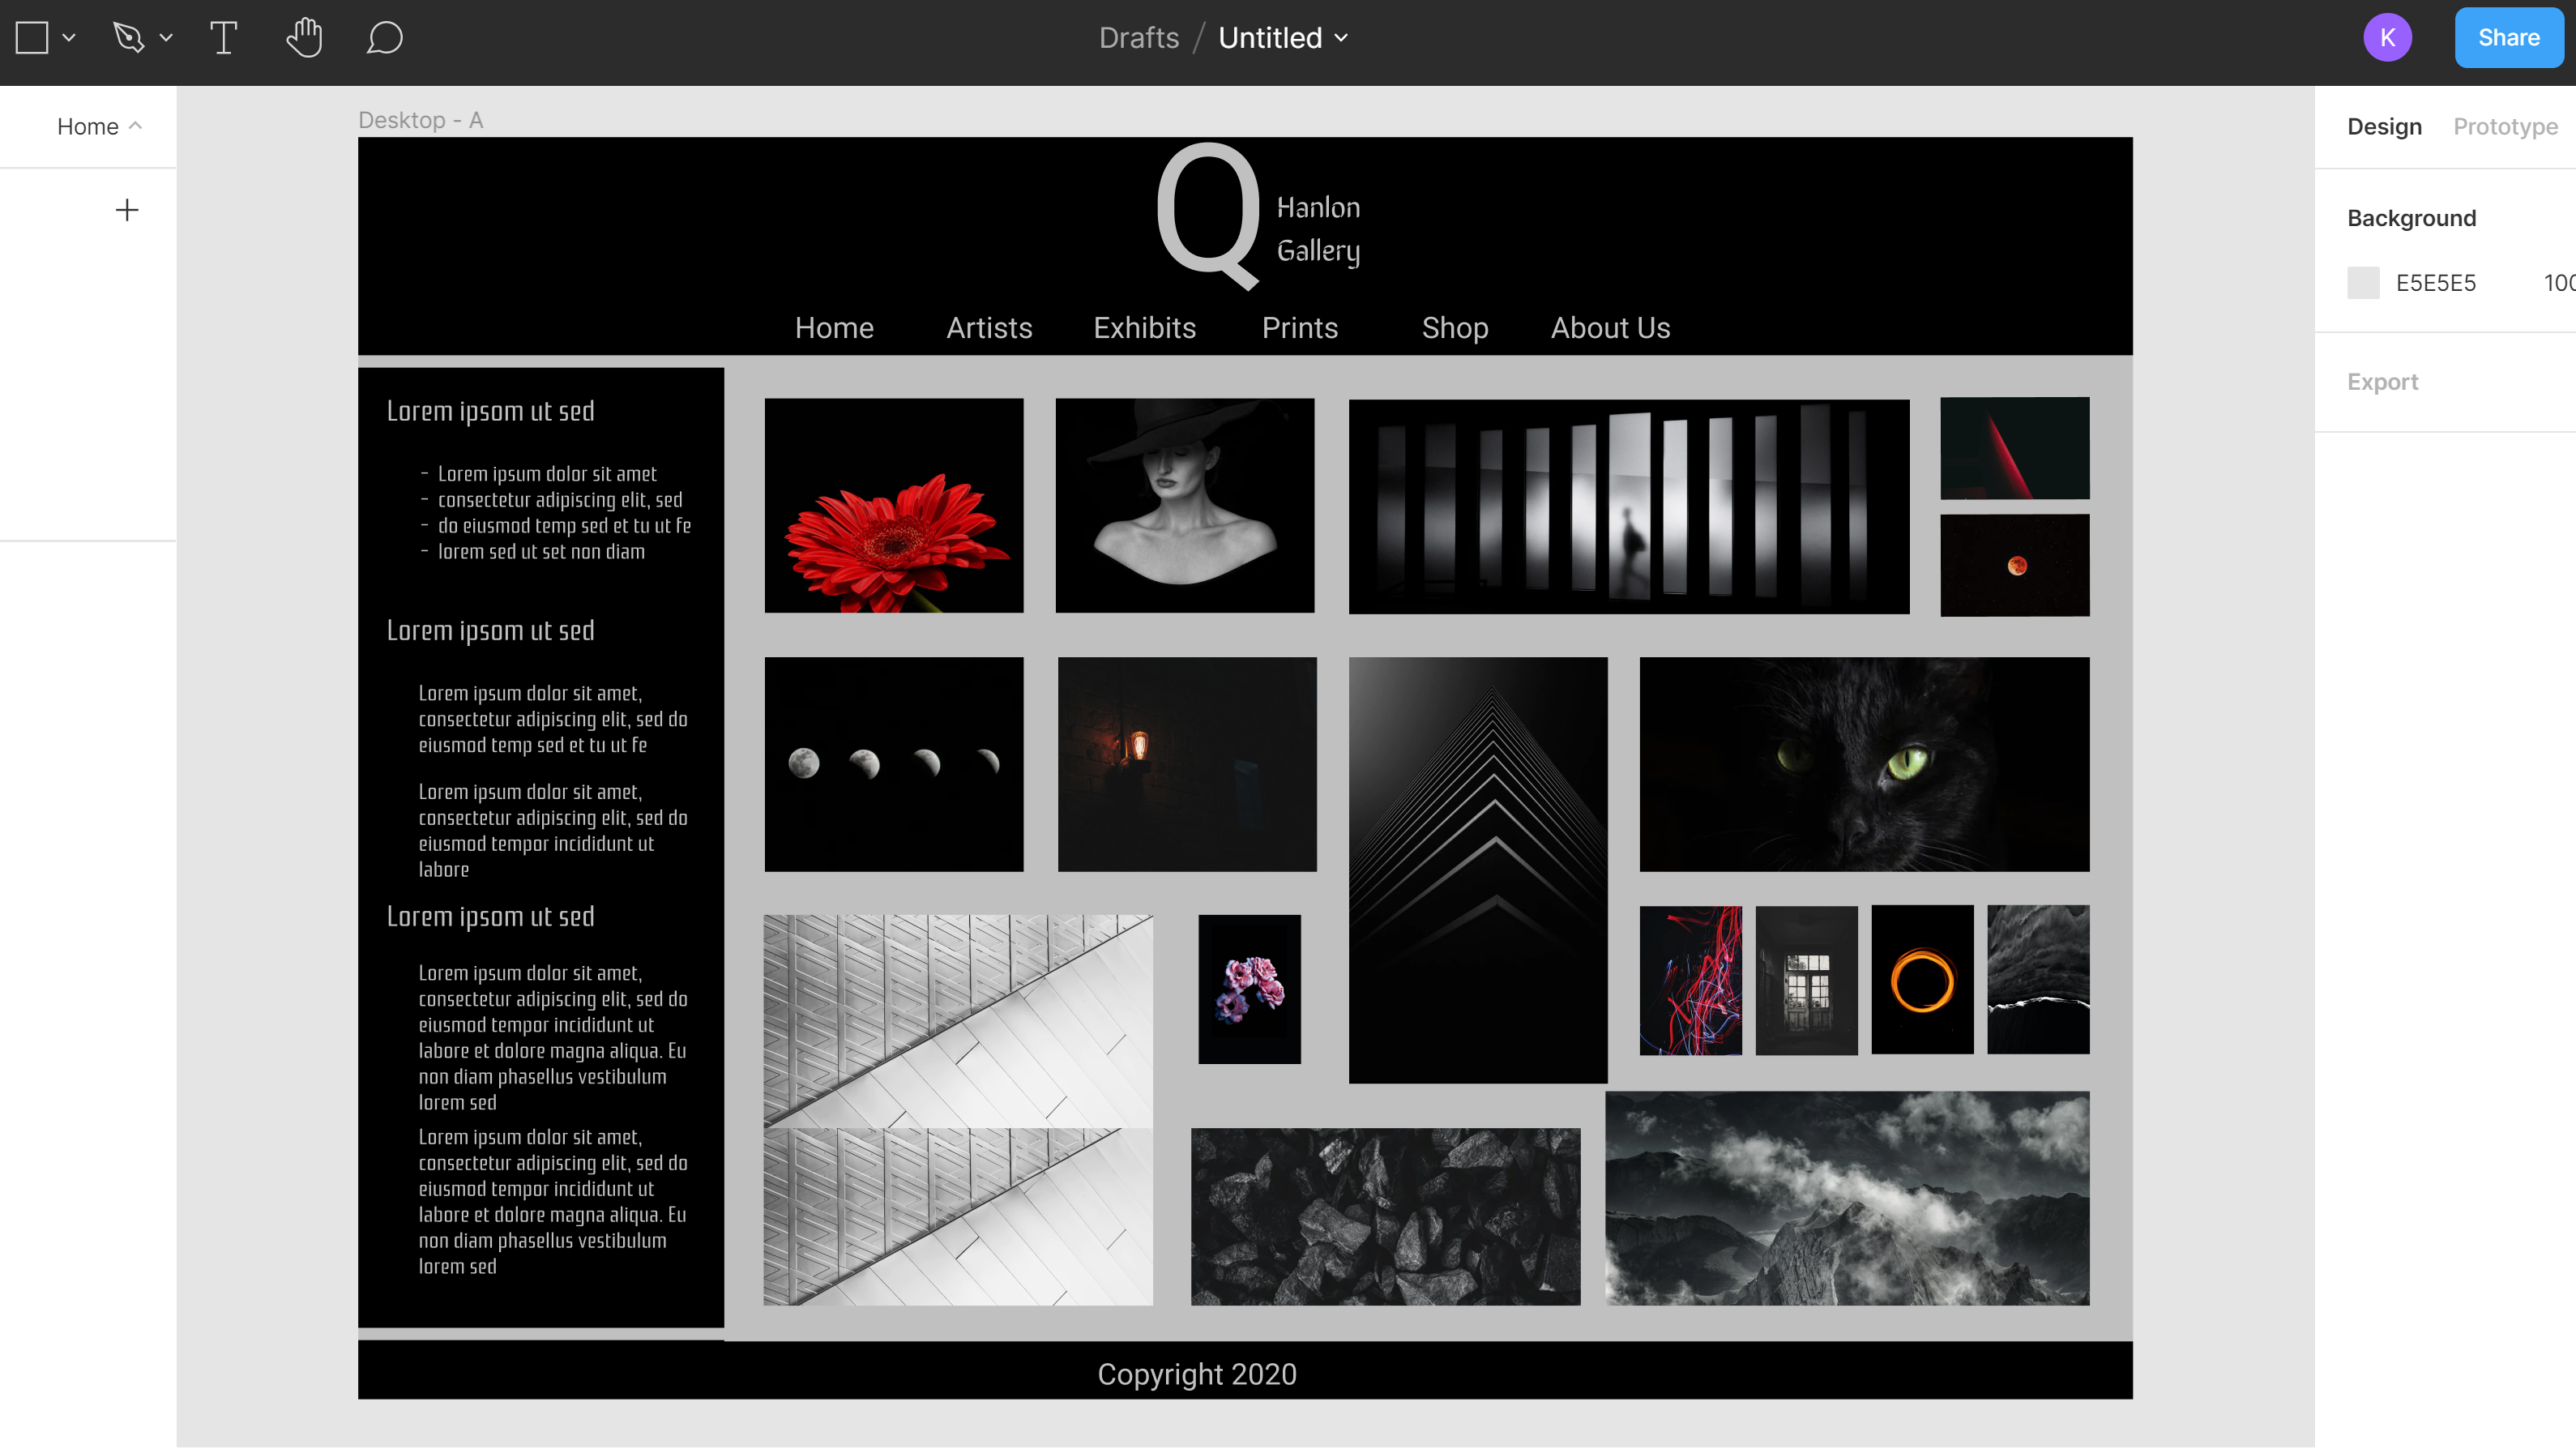 Drafts / Untitled
K
Share
Home
Desktop - A
Design Prototype
Background
E5E5E5 100
Export
Q
Hanlon
Gallery
Home Artists Exhibits Prints Shop About Us
Lorem ipsom ut sed
- Lorem ipsum dolor sit amet
- consectetur adipiscing elit, sed
- do eiusmod temp sed et tu ut fe
- lorem sed ut set non diam
Lorem ipsom ut sed
Lorem ipsum dolor sit amet,
consectetur adipiscing elit, sed do
eiusmod temp sed et tu ut fe
Lorem ipsum dolor sit amet,
consectetur adipiscing elit, sed do
eiusmod tempor incididunt ut
labore
Lorem ipsom ut sed
Lorem ipsum dolor sit amet,
consectetur adipiscing elit, sed do
eiusmod tempor incididunt ut
labore et dolore magna aliqua. Eu
non diam phasellus vestibulum
lorem sed
Lorem ipsum dolor sit amet,
consectetur adipiscing elit, sed do
eiusmod tempor incididunt ut
labore et dolore magna aliqua. Eu
non diam phasellus vestibulum
lorem sed
Copyright 2020